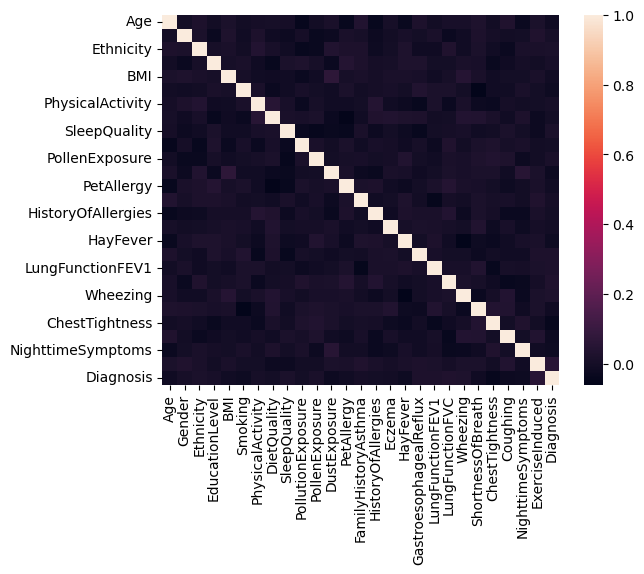 Age
Ethnicity
BMI
PhysicalActivity
SleepQuality
PollenExposure
PetAllergy
HistoryOfAllergies
HayFever
LungFunctionFEV1
Wheezing
ChestTightness
NighttimeSymptoms
Diagnosis
1.0
0.8
0.6
0.4
0.2
0.0
Age
Gender
Ethnicity
EducationLevel
BMI
Smoking
PhysicalActivity
DietQuality
SleepQuality
PollutionExposure
PollenExposure
DustExposure
PetAllergy
FamilyHistoryAsthma
HistoryOfAllergies
Eczema
HayFever
GastroesophagealReflux
LungFunctionFEV1
LungFunctionFVC
Wheezing
ShortnessOfBreath
ChestTightness
Coughing
NighttimeSymptoms
ExerciseInduced
Diagnosis